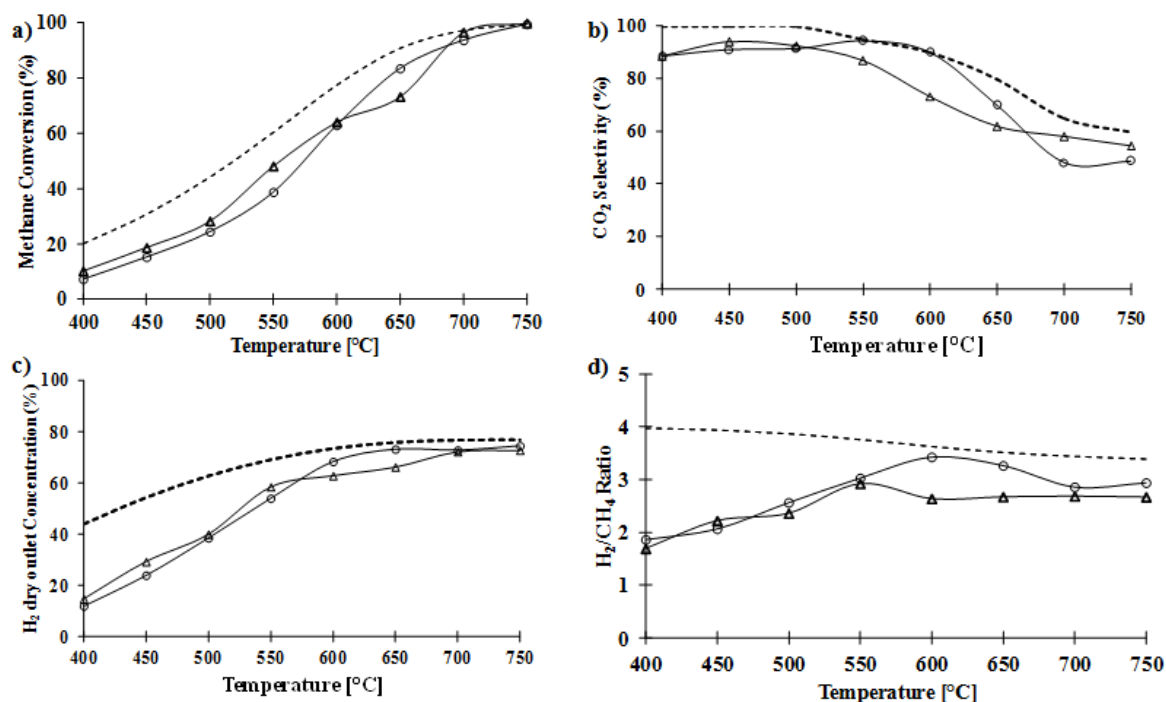 a)
Methane Conversion (%)
100
80
60
40
20
0
400 450 500 550 600 650 700 750
Temperature [°C]
b)
CO2 Selectivity (%)
100
80
60
40
20
0
400 450 500 550 600 650 700 750
Temperature [°C]
c)
H2 dry outlet Concentration (%)
100
80
60
40
20
0
400 450 500 550 600 650 700 750
Temperature [°C]
d)
H2/CH4 Ratio
5
4
3
2
1
0
400 450 500 550 600 650 700 750
Temperature [°C]